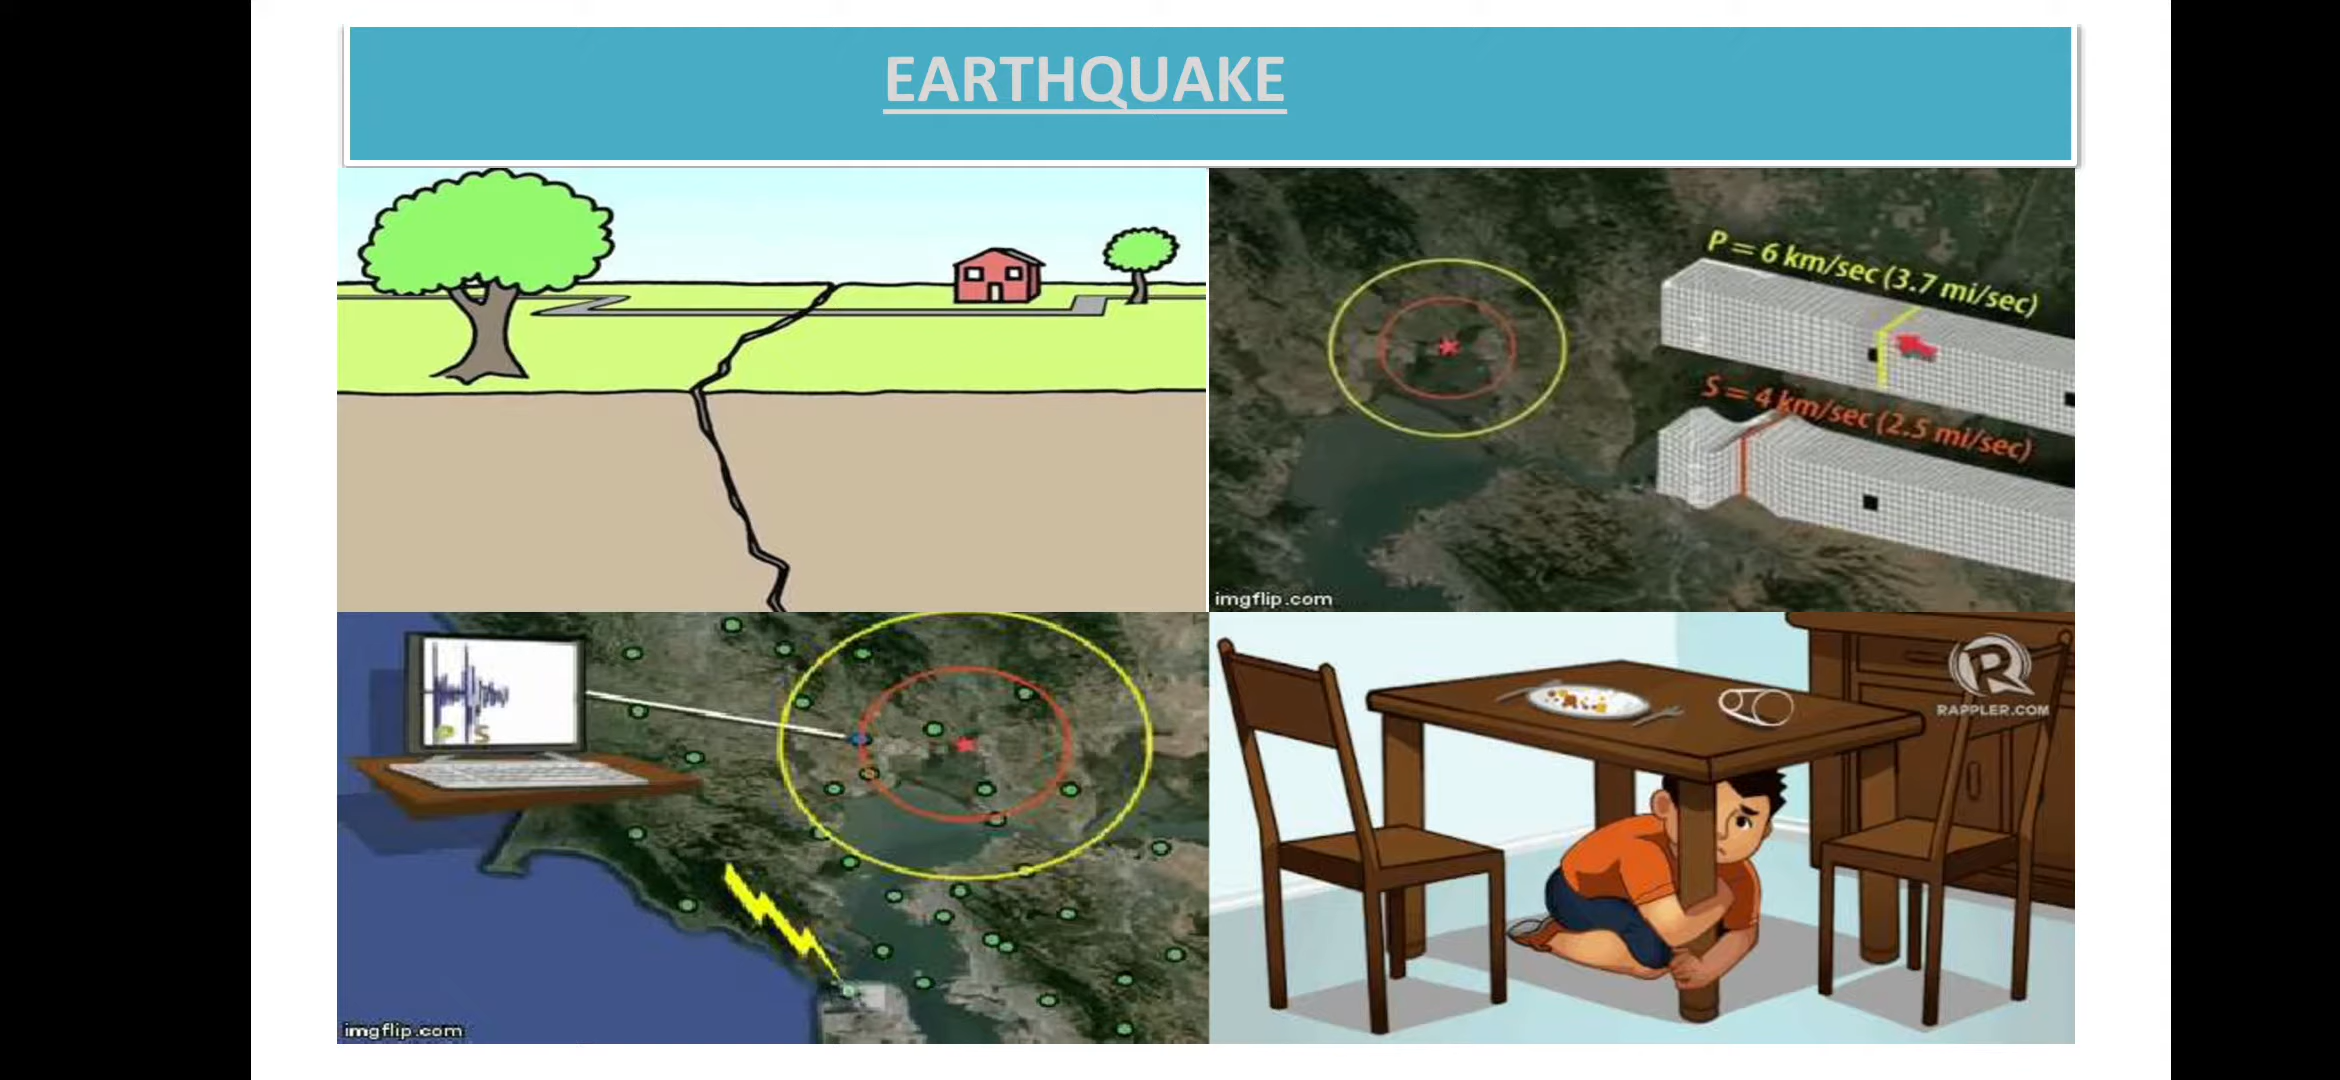 EARTHQUAKE
P = 6 km/sec (3.7 mi/sec)
S = 4 km/sec (2.5 mi/sec)
imgflip.com
P S
imgflip.com
R
RAPPLER.COM